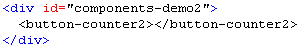 <div id="components-demo2">
  <button-counter2></button-counter2>
</div>